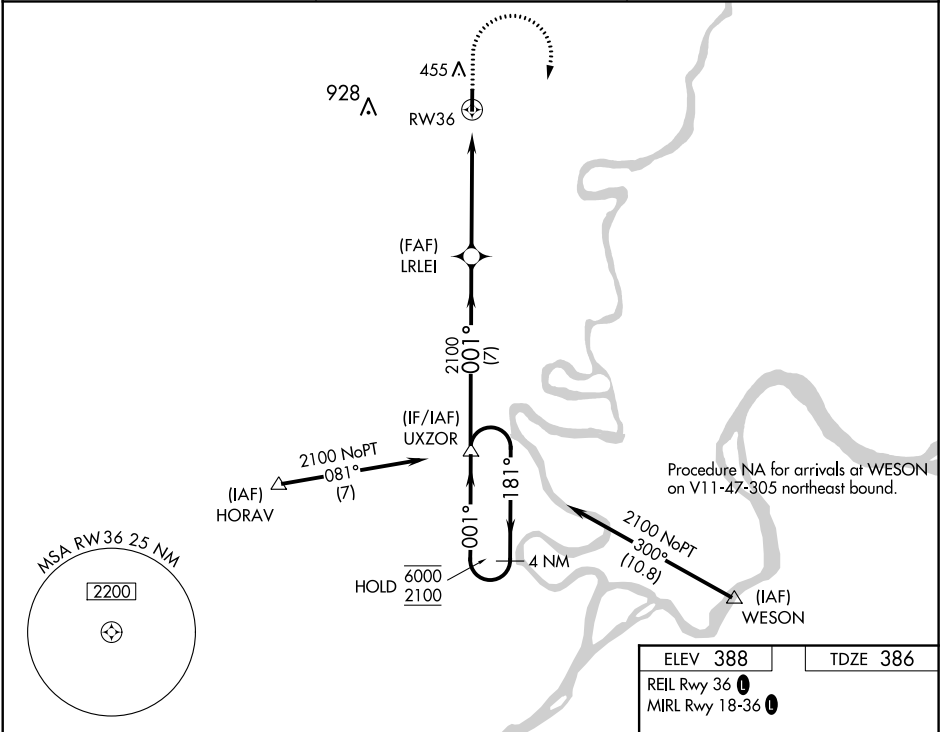 455
928
RW36
(FAF)
LRLEI
2100
001°
(7)
(IF/IAF)
UXZOR
2100 NoPT
081°
(7)
(IAF)
HORAV
181°
001°
Procedure NA for arrivals at WESON
on V11-47-305 northeast bound.
2100 NoPT
300°
(10.8)
4 NM
HOLD
6000
2100
(IAF)
WESON
MSA RW36 25 NM
2200
ELEV 388
TDZE 386
REIL Rwy 36 L
MIRL Rwy 18-36 L